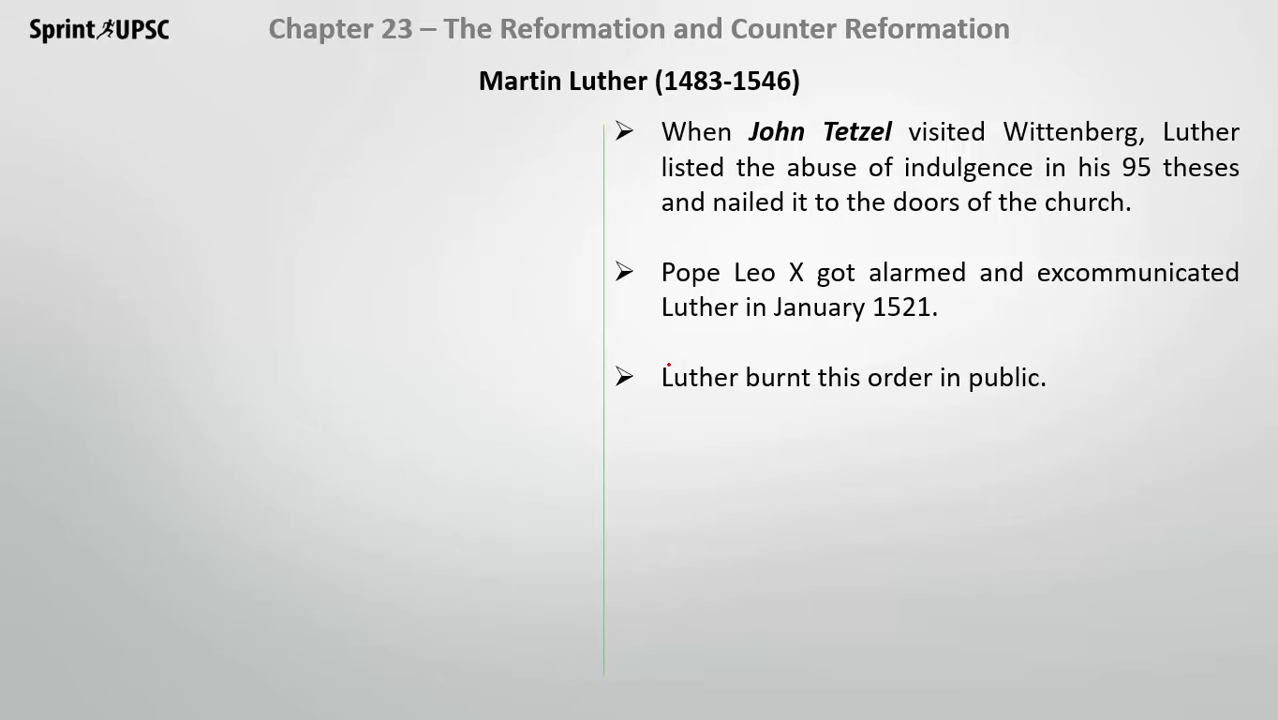 Sprint UPSC
Chapter 23 – The Reformation and Counter Reformation
Martin Luther (1483-1546)
➢ When John Tetzel visited Wittenberg, Luther
listed the abuse of indulgence in his 95 theses
and nailed it to the doors of the church.
➢ Pope Leo X got alarmed and excommunicated
Luther in January 1521.
➢ Luther burnt this order in public.